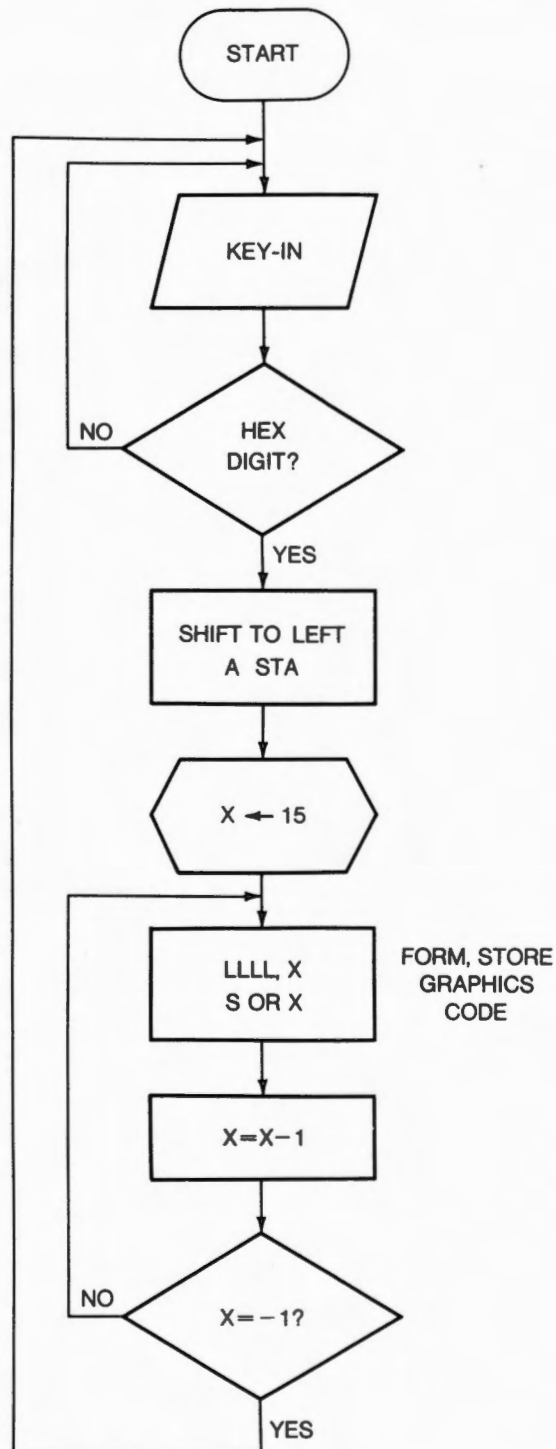 START
KEY-IN
NO
HEX
DIGIT?
YES
SHIFT TO LEFT
A STA
X ← 15
LLLL, X
S OR X
FORM, STORE
GRAPHICS
CODE
X=X−1
NO
X=−1?
YES